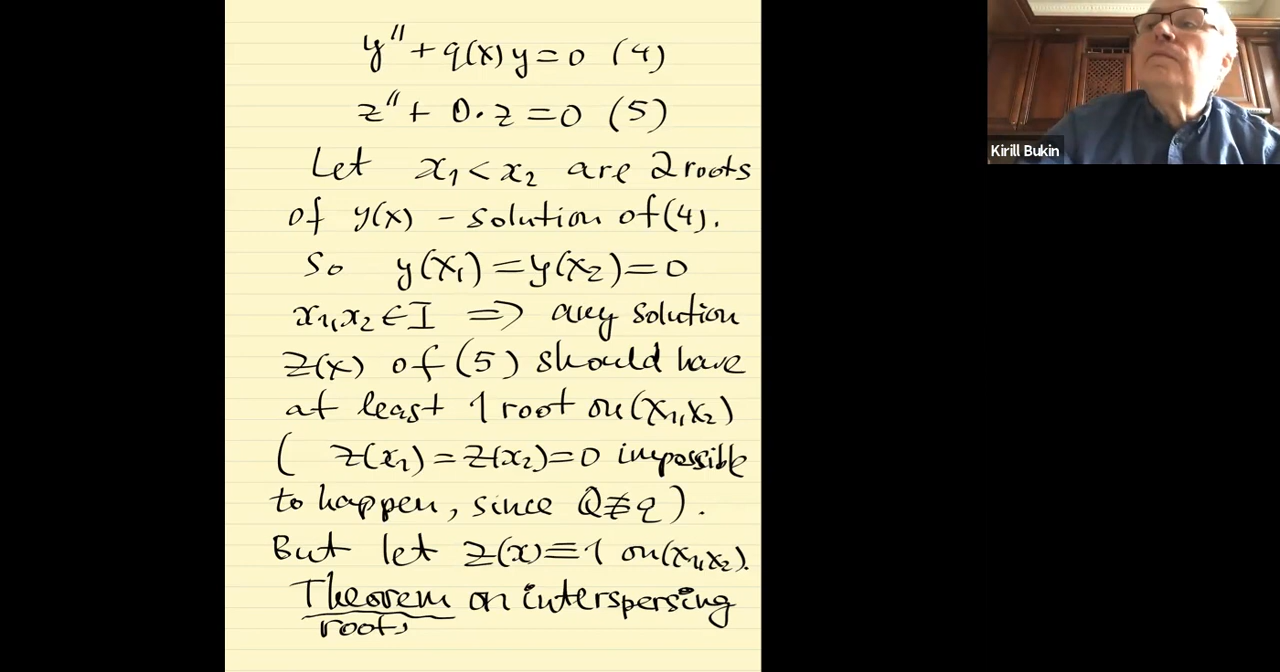 y'' + q(x) y = 0 (4)
z'' + 0 · z = 0 (5)
Let x₁ < x₂ are 2 roots
of y(x) – solution of (4).
So y(x₁) = y(x₂) = 0
x₁, x₂ ∈ I ⇒ any solution
z(x) of (5) should have
at least 1 root on (x₁, x₂)
( z(x₁) = z(x₂) = 0 impossible
to happen, since Q ≢ q ).
But let z(x) ≡ 1 on (x₁, x₂).
Theorem on interspersing
roots
Kirill Bukin